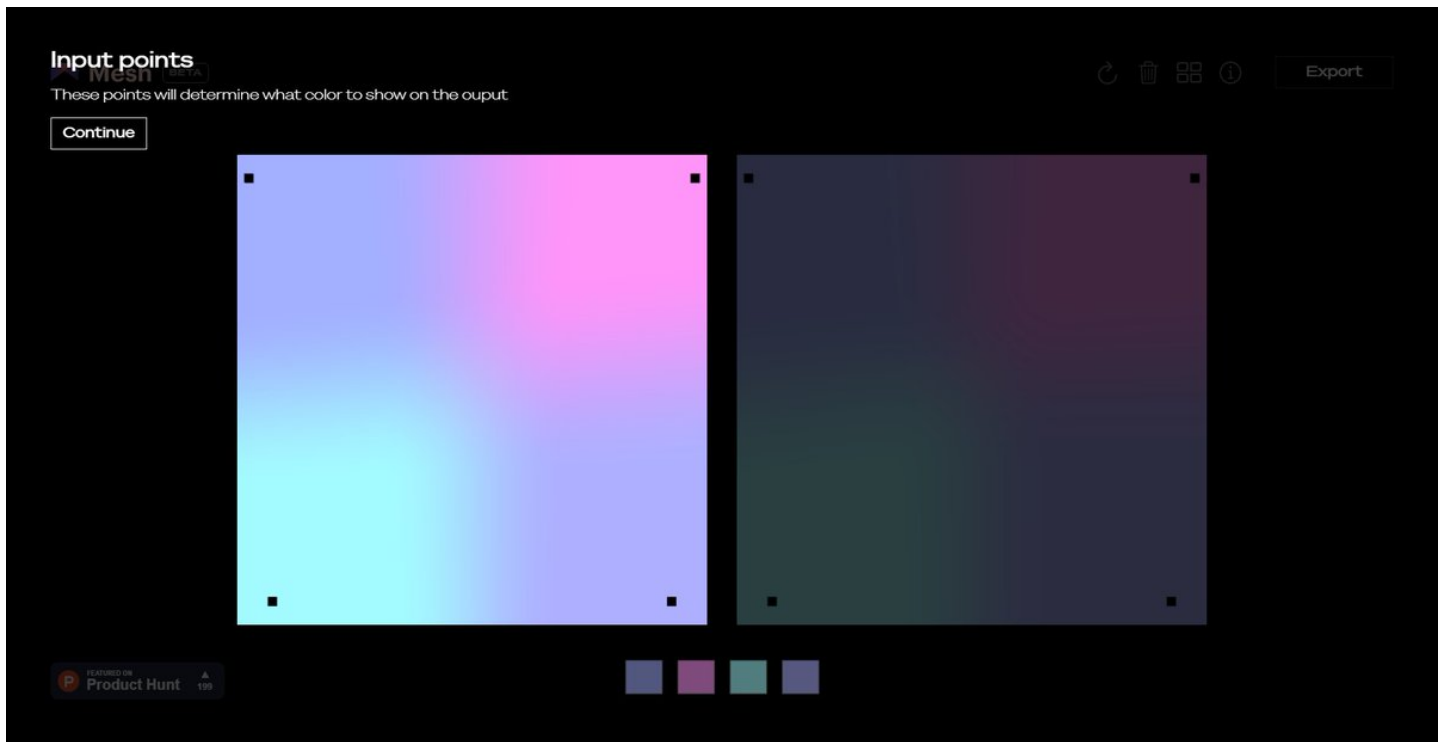 Input points
Mesh BETA
These points will determine what color to show on the ouput
Continue
Export
FEATURED ON
Product Hunt
199